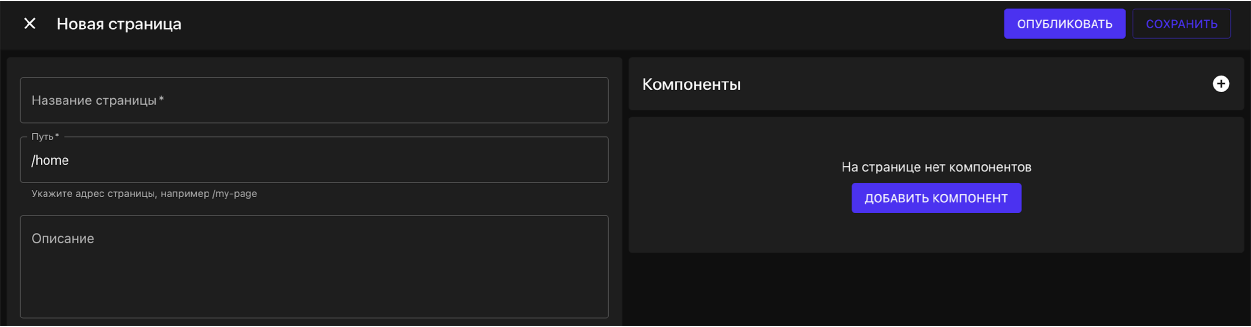 Новая страница
ОПУБЛИКОВАТЬ
СОХРАНИТЬ
Название страницы*
Путь*
/home
Укажите адрес страницы, например /my-page
Описание
Компоненты
На странице нет компонентов
ДОБАВИТЬ КОМПОНЕНТ